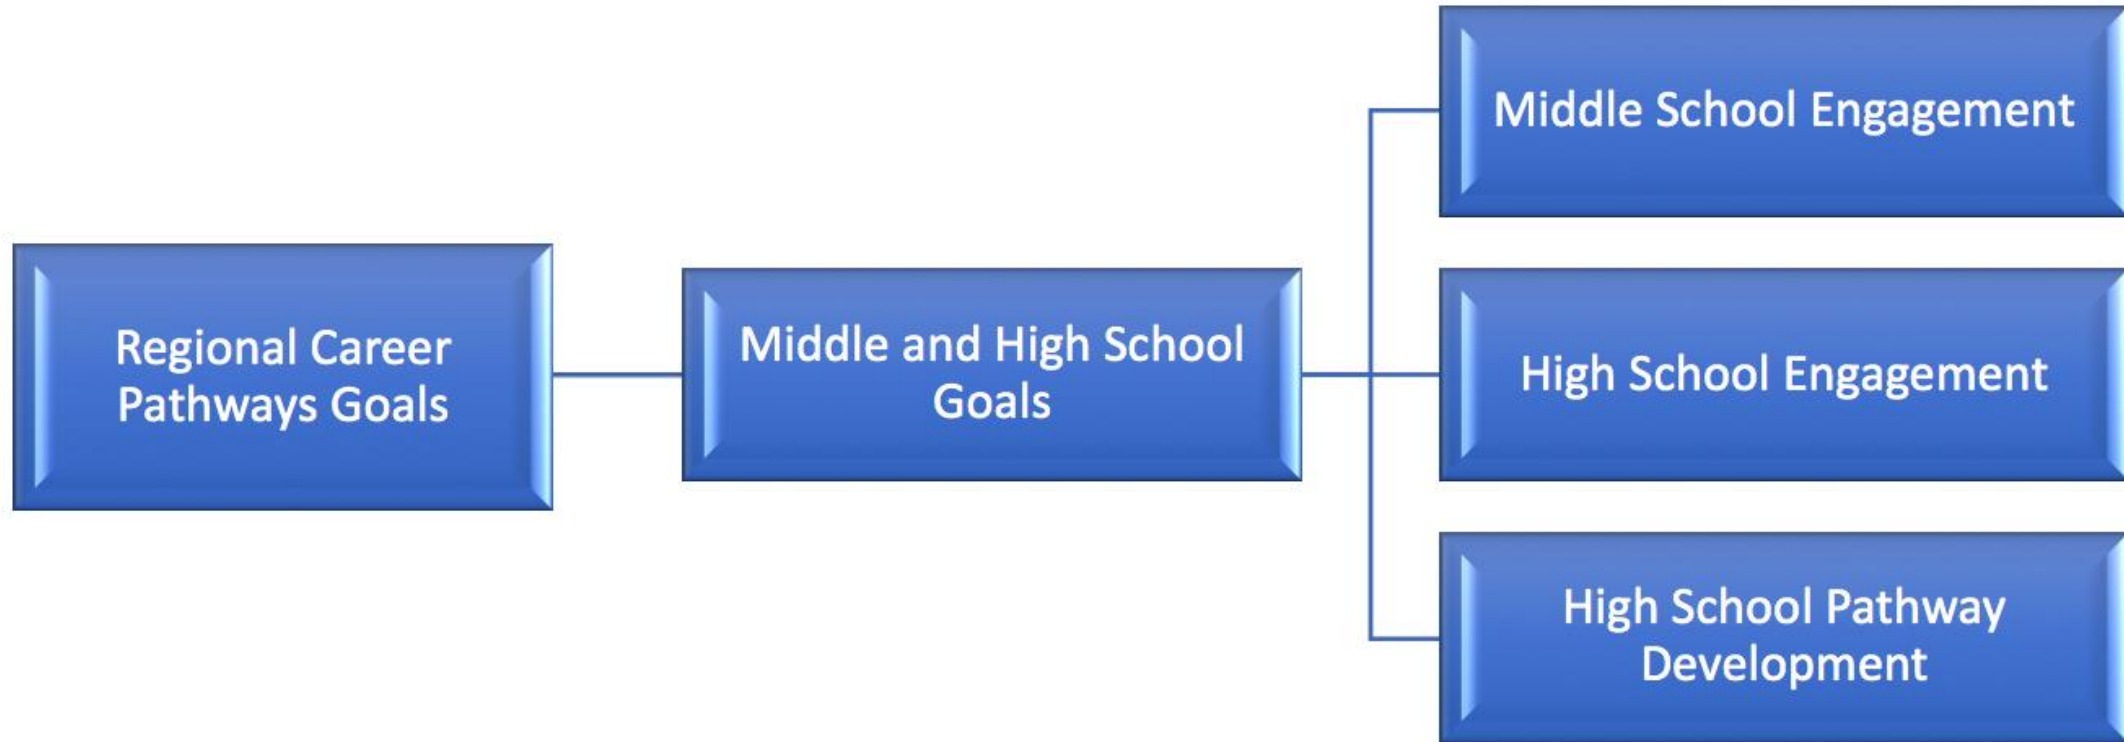 Regional Career
Pathways Goals
Middle and High School
Goals
Middle School Engagement
High School Engagement
High School Pathway
Development